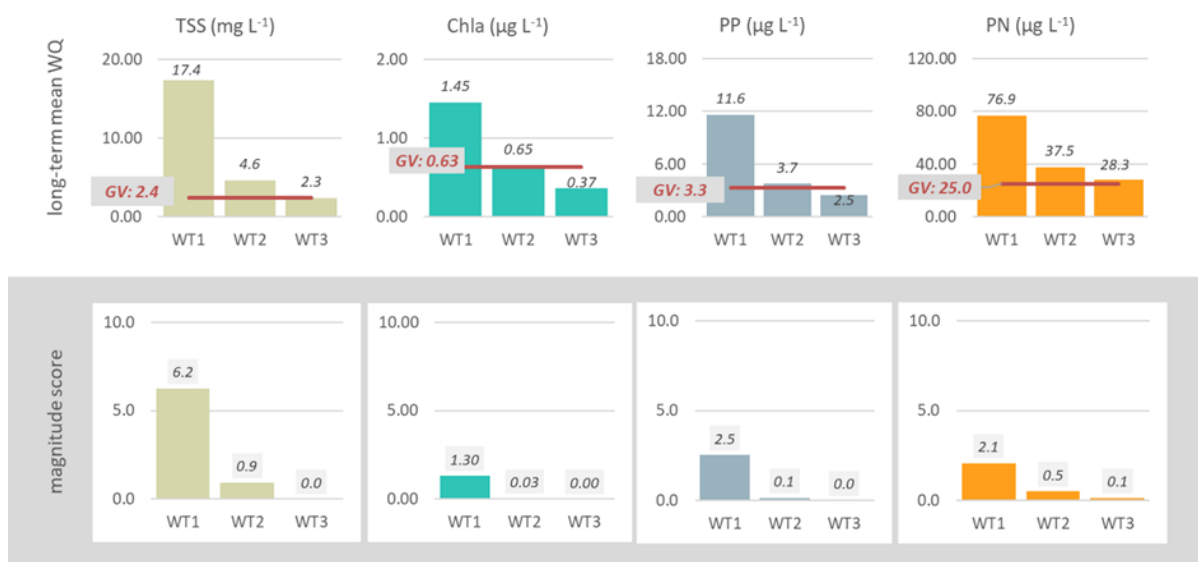 TSS (mg L⁻¹)
Chla (µg L⁻¹)
PP (µg L⁻¹)
PN (µg L⁻¹)
long-term mean WQ
20.00
10.00
0.00
17.4
4.6
2.3
GV: 2.4
WT1 WT2 WT3
2.00
1.00
0.00
1.45
0.65
0.37
GV: 0.63
WT1 WT2 WT3
18.00
12.00
6.00
0.00
11.6
3.7
2.5
GV: 3.3
WT1 WT2 WT3
120.00
80.00
40.00
0.00
76.9
37.5
28.3
GV: 25.0
WT1 WT2 WT3
magnitude score
10.0
5.0
0.0
6.2
0.9
0.0
WT1 WT2 WT3
10.00
5.00
0.00
1.30
0.03
0.00
WT1 WT2 WT3
10.0
5.0
0.0
2.5
0.1
0.0
WT1 WT2 WT3
10.0
5.0
0.0
2.1
0.5
0.1
WT1 WT2 WT3